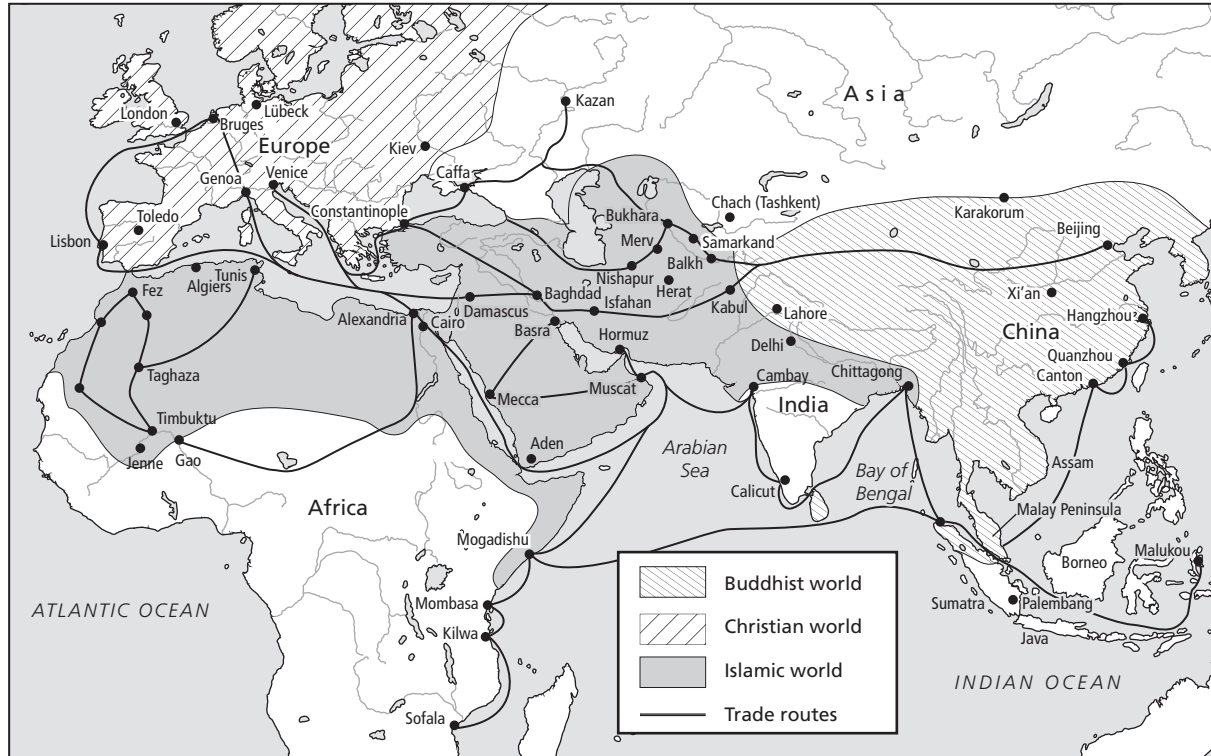 Asia
Kazan
London
Lübeck
Bruges
Europe
Kiev
Venice
Caffa
Genoa
Constantinople
Toledo
Lisbon
Bukhara
Chach (Tashkent)
Karakorum
Beijing
Merv
Samarkand
Balkh
Nishapur
Herat
Tunis
Algiers
Fez
Baghdad
Isfahan
Kabul
Xi'an
Damascus
Alexandria
Cairo
Basra
Hormuz
Lahore
Hangzhou
China
Delhi
Quanzhou
Canton
Taghaza
Mecca
Muscat
Cambay
Chittagong
India
Timbuktu
Jenne
Gao
Aden
Arabian
Sea
Calicut
Bay of
Bengal
Assam
Malay Peninsula
Africa
Mogadishu
Borneo
Malukou
ATLANTIC OCEAN
Mombasa
Kilwa
Sumatra
Palembang
Java
Sofala
INDIAN OCEAN
Buddhist world
Christian world
Islamic world
Trade routes